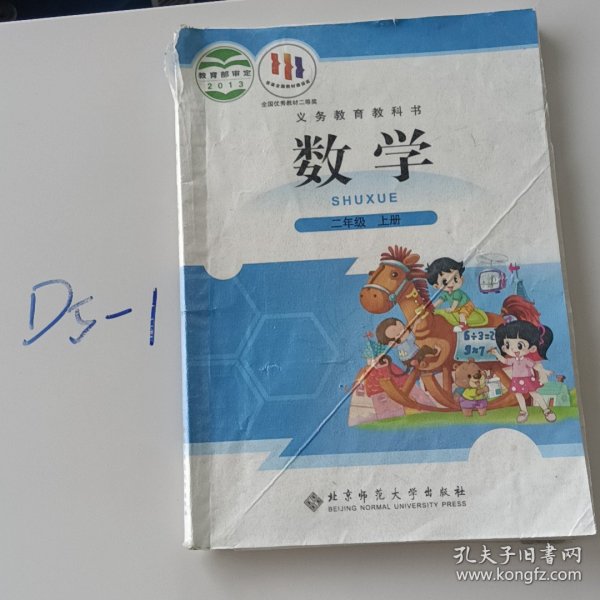 教育部审定
2013
全国优秀教材二等奖
义务教育教科书
数学
SHUXUE
二年级 上册
6÷3=2
9×7
D5-1
北京师范大学出版社
BEIJING NORMAL UNIVERSITY PRESS
孔夫子旧书网
www.kongfz.com